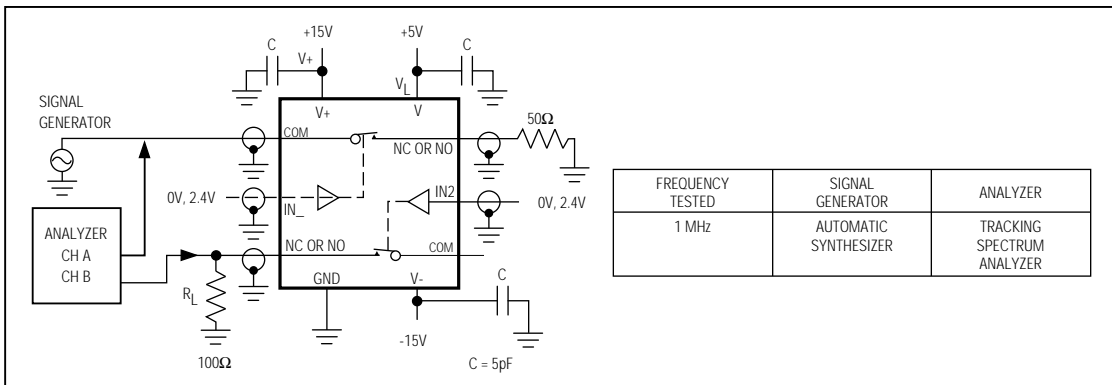 +15V
+5V
C
C
V+
VL
SIGNAL
GENERATOR
V+
V
50Ω
COM
NC OR NO
0V, 2.4V
IN_
IN2
0V, 2.4V
ANALYZER
CH A
CH B
NC OR NO
COM
RL
GND
V-
C
100Ω
-15V
C = 5pF
FREQUENCY
TESTED
SIGNAL
GENERATOR
ANALYZER
1 MHz
AUTOMATIC
SYNTHESIZER
TRACKING
SPECTRUM
ANALYZER